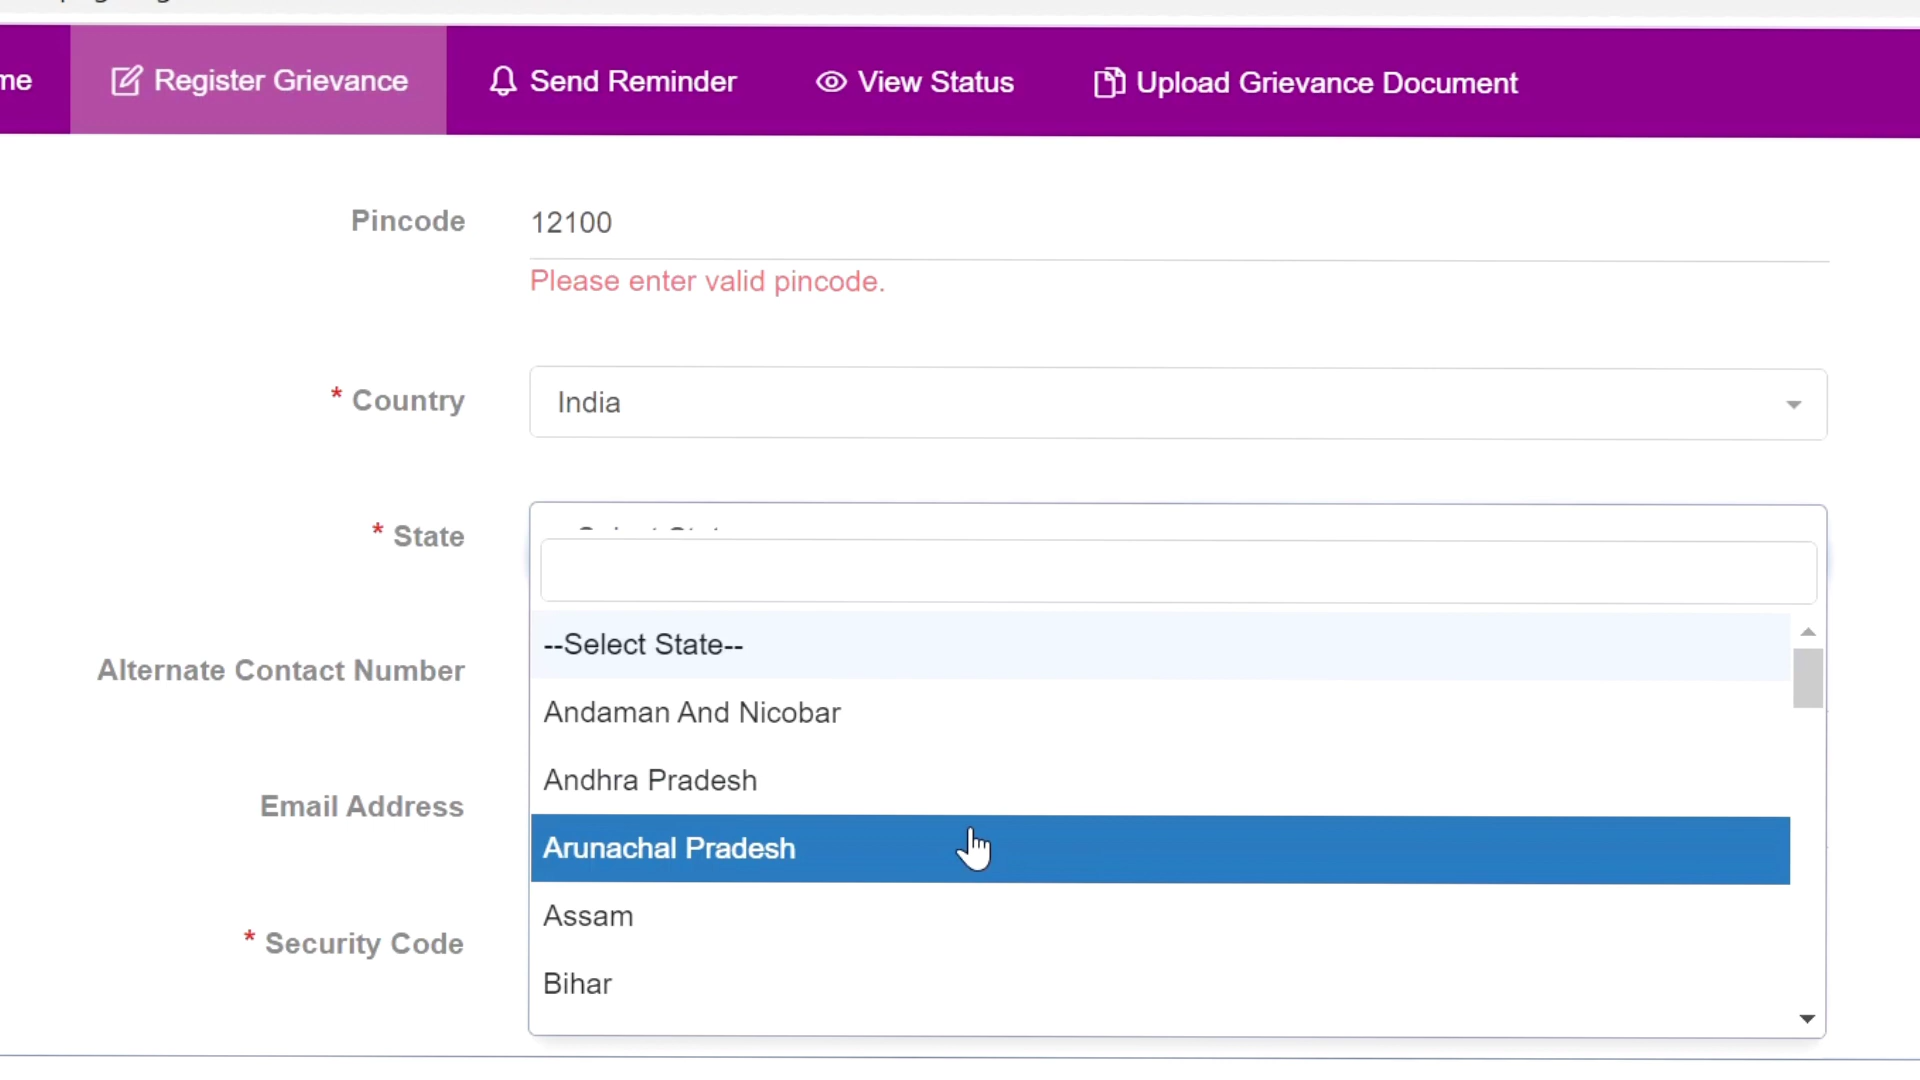 me Register Grievance Send Reminder View Status Upload Grievance Document
Pincode 12100
Please enter valid pincode.
* Country India
* State
--Select State--
Andaman And Nicobar
Alternate Contact Number
Andhra Pradesh
Email Address
Arunachal Pradesh
Assam
* Security Code
Bihar